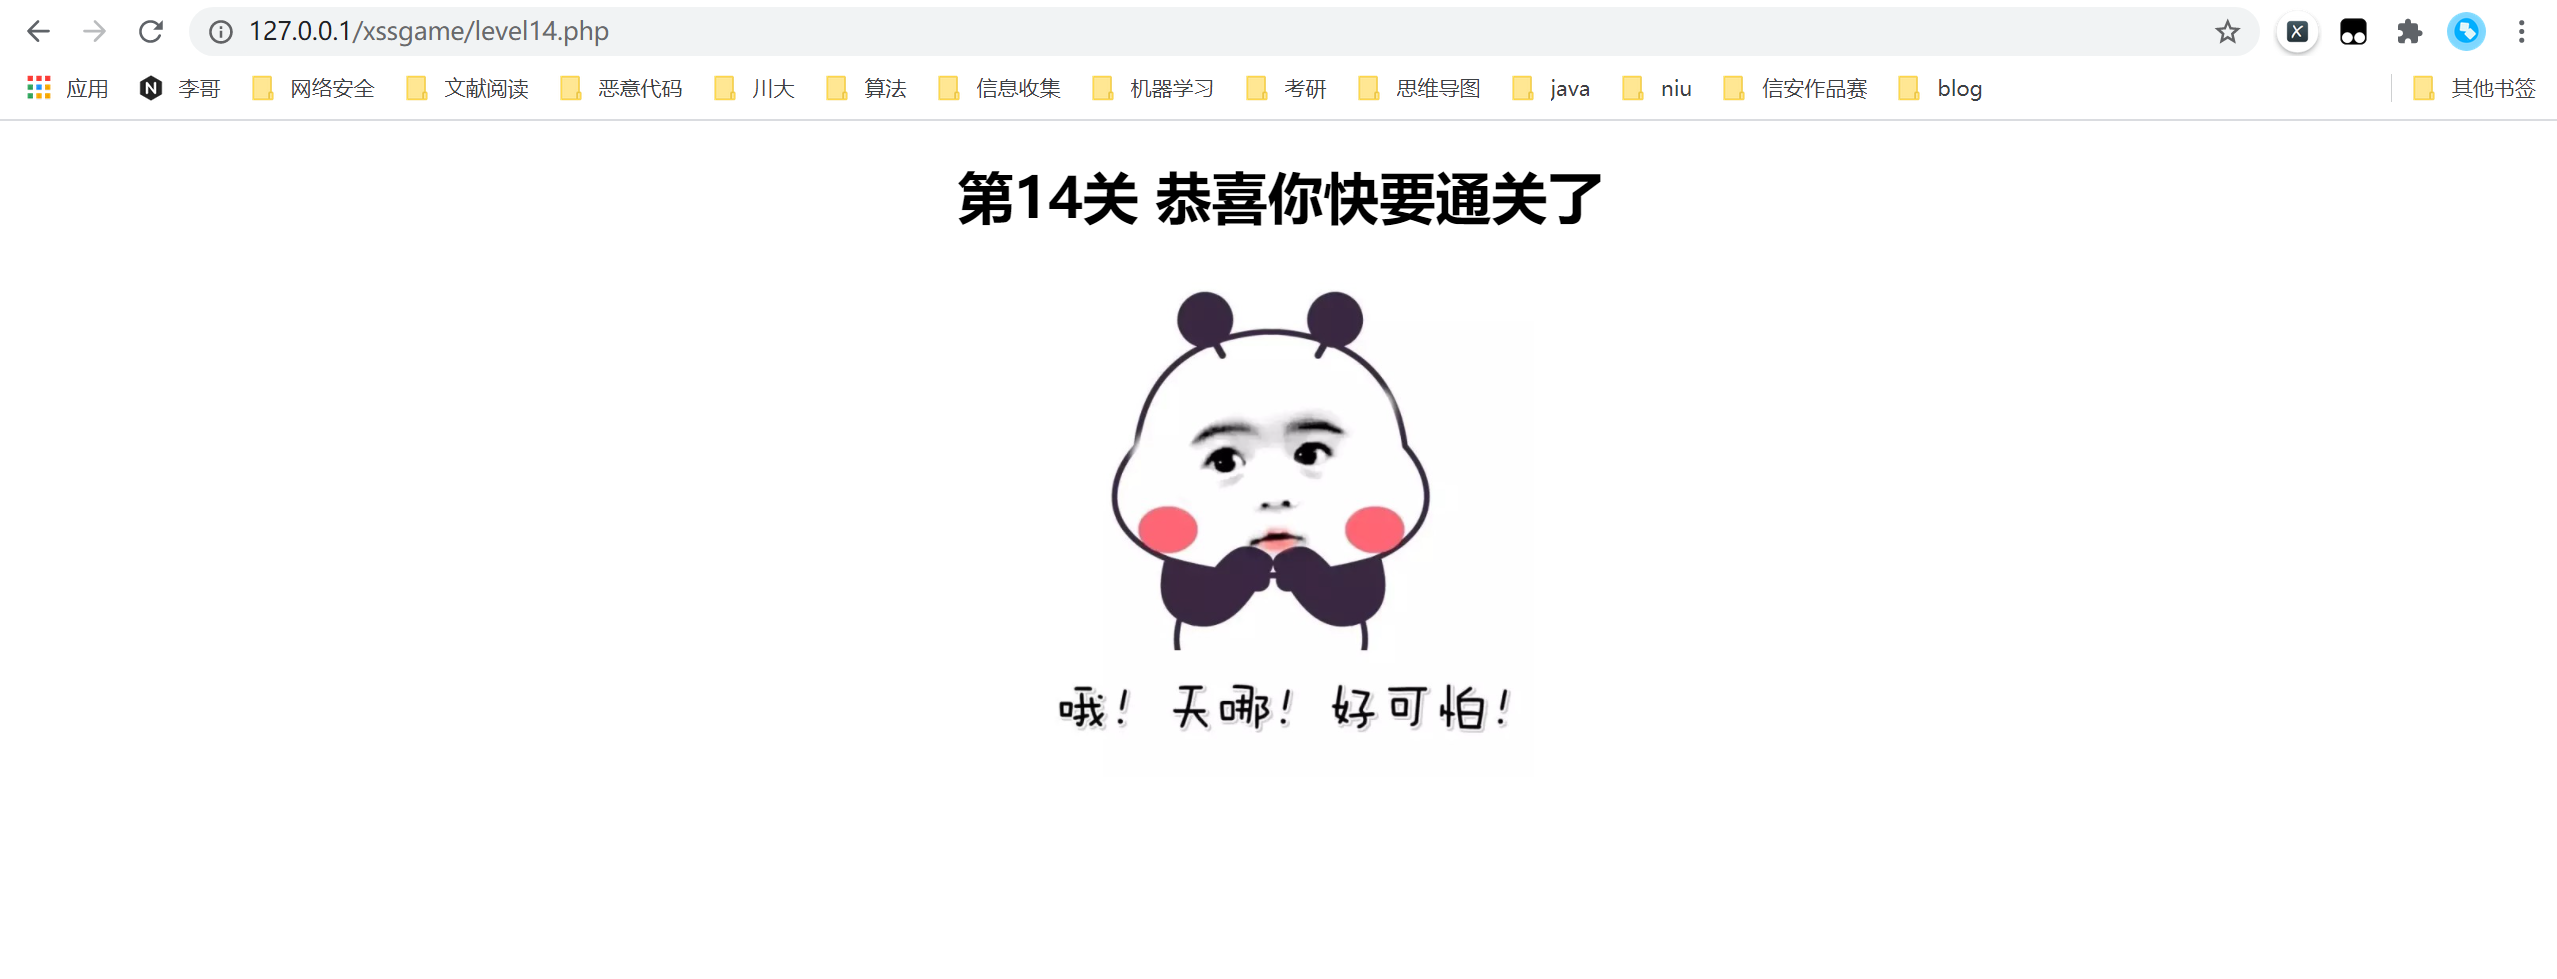 127.0.0.1/xssgame/level14.php
应用 李哥 网络安全 文献阅读 恶意代码 川大 算法 信息收集 机器学习 考研 思维导图 java niu 信安作品赛 blog 其他书签
第14关 恭喜你快要通关了
哦！天哪！好可怕！